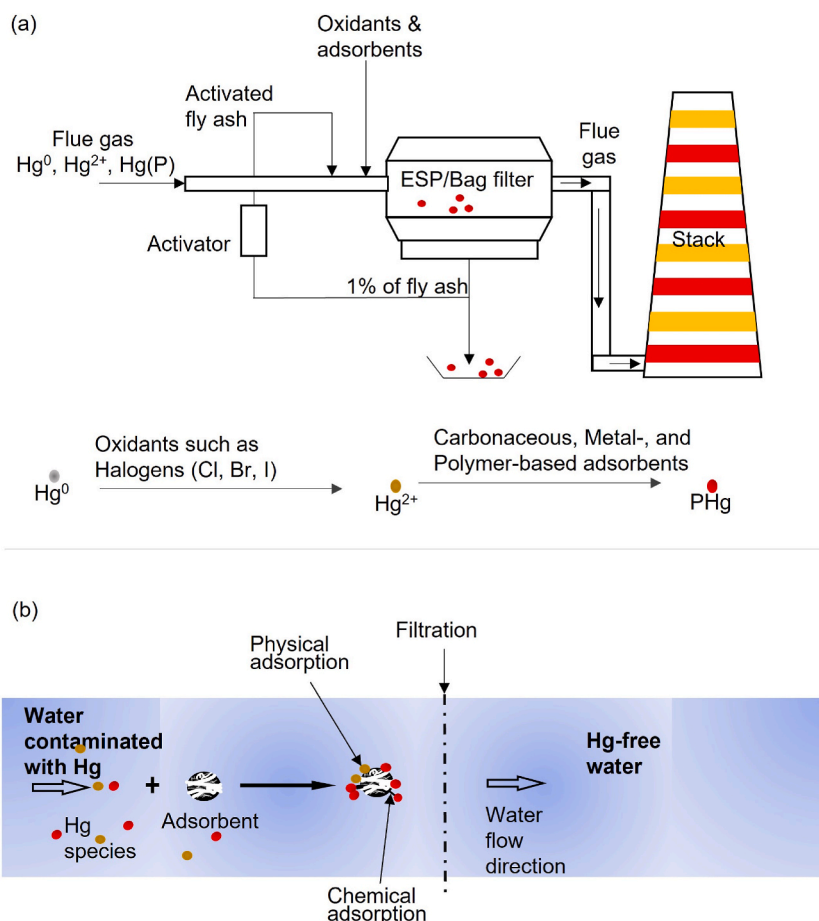 (a)
Oxidants &
adsorbents
Activated
fly ash
Flue gas
Hg⁰, Hg²⁺, Hg(P)
Flue
gas
ESP/Bag filter
Activator
Stack
1% of fly ash
Oxidants such as
Halogens (Cl, Br, I)
Carbonaceous, Metal-, and
Polymer-based adsorbents
Hg⁰
Hg²⁺
PHg
(b)
Filtration
Physical
adsorption
Water
contaminated
with Hg
Hg-free
water
+
Adsorbent
Hg
species
Water
flow
direction
Chemical
adsorption